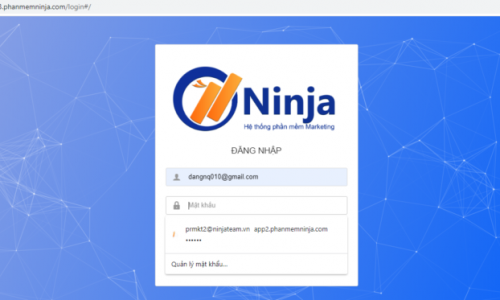 .phanmemninja.com/login#/
Ninja
Hệ thống phần mềm Marketing
ĐĂNG NHẬP
dangnq010@gmail.com
Mật khẩu
prmkt2@ninjateam.vn app2.phanmemninja.com
••••••
Quản lý mật khẩu...